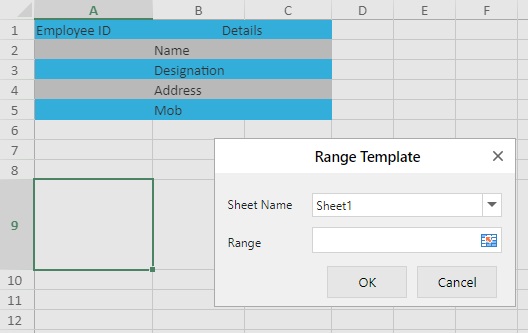 A B C D E F
1 Employee ID Details
2 Name
3 Designation
4 Address
5 Mob
6
7
8
9
10
11
12
Range Template
Sheet Name Sheet1
Range
OK Cancel